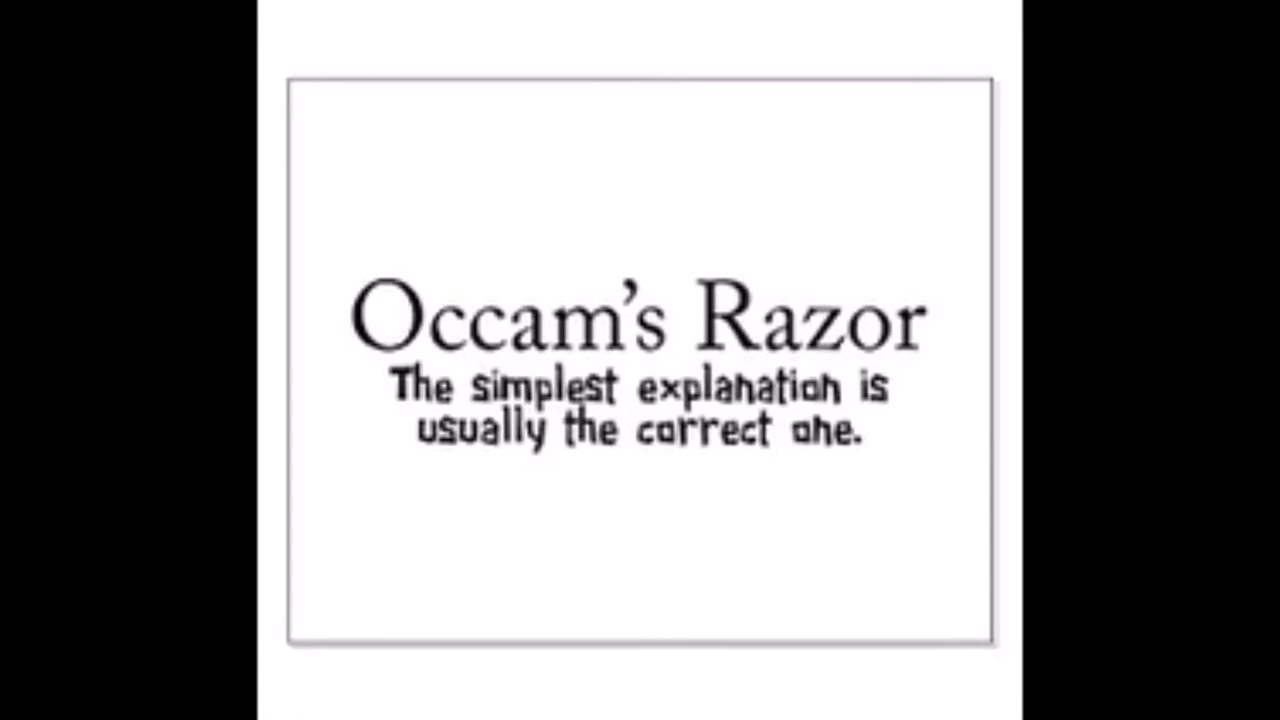 Occam's Razor
The simplest explanation is
usually the correct one.